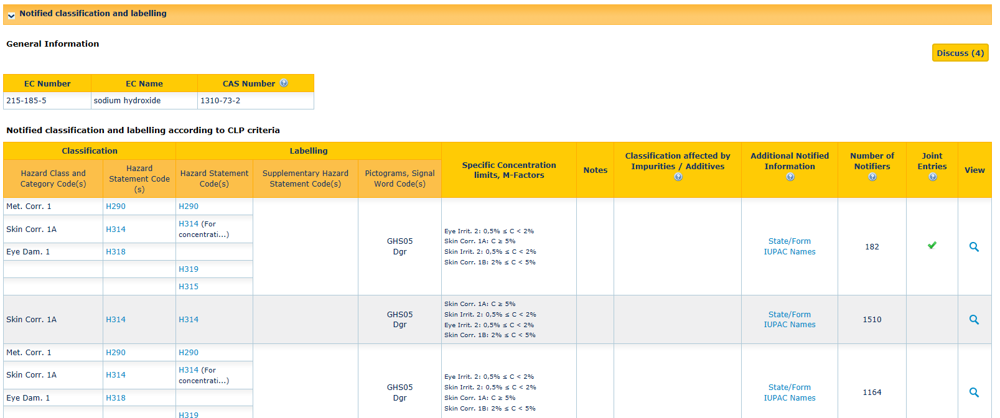 Notified classification and labelling
General Information
Discuss (4)
EC Number EC Name CAS Number
215-185-5 sodium hydroxide 1310-73-2
Notified classification and labelling according to CLP criteria
Classification Labelling Specific Concentration limits, M-Factors Notes Classification affected by Impurities / Additives Additional Notified Information Number of Notifiers Joint Entries View
Hazard Class and Category Code(s) Hazard Statement Code (s) Hazard Statement Code(s) Supplementary Hazard Statement Code(s) Pictograms, Signal Word Code(s)
Met. Corr. 1 H290 H290
Skin Corr. 1A H314 H314 (For concentrati...)
Eye Dam. 1 H318
H319
H315
GHS05
Dgr
Eye Irrit. 2: 0,5% ≤ C < 2%
Skin Corr. 1A: C ≥ 5%
Skin Irrit. 2: 0,5% ≤ C < 2%
Skin Corr. 1B: 2% ≤ C < 5%
State/Form
IUPAC Names
182
Skin Corr. 1A H314 H314
GHS05
Dgr
Skin Corr. 1A: C ≥ 5%
Skin Irrit. 2: 0,5% ≤ C < 2%
Eye Irrit. 2: 0,5% ≤ C < 2%
Skin Corr. 1B: 2% ≤ C < 5%
State/Form
IUPAC Names
1510
Met. Corr. 1 H290 H290
Skin Corr. 1A H314 H314 (For concentrati...)
Eye Dam. 1 H318
H319
GHS05
Dgr
Eye Irrit. 2: 0,5% ≤ C < 2%
Skin Irrit. 2: 0,5% ≤ C < 2%
Skin Corr. 1A: C ≥ 5%
Skin Corr. 1B: 2% ≤ C < 5%
State/Form
IUPAC Names
1164